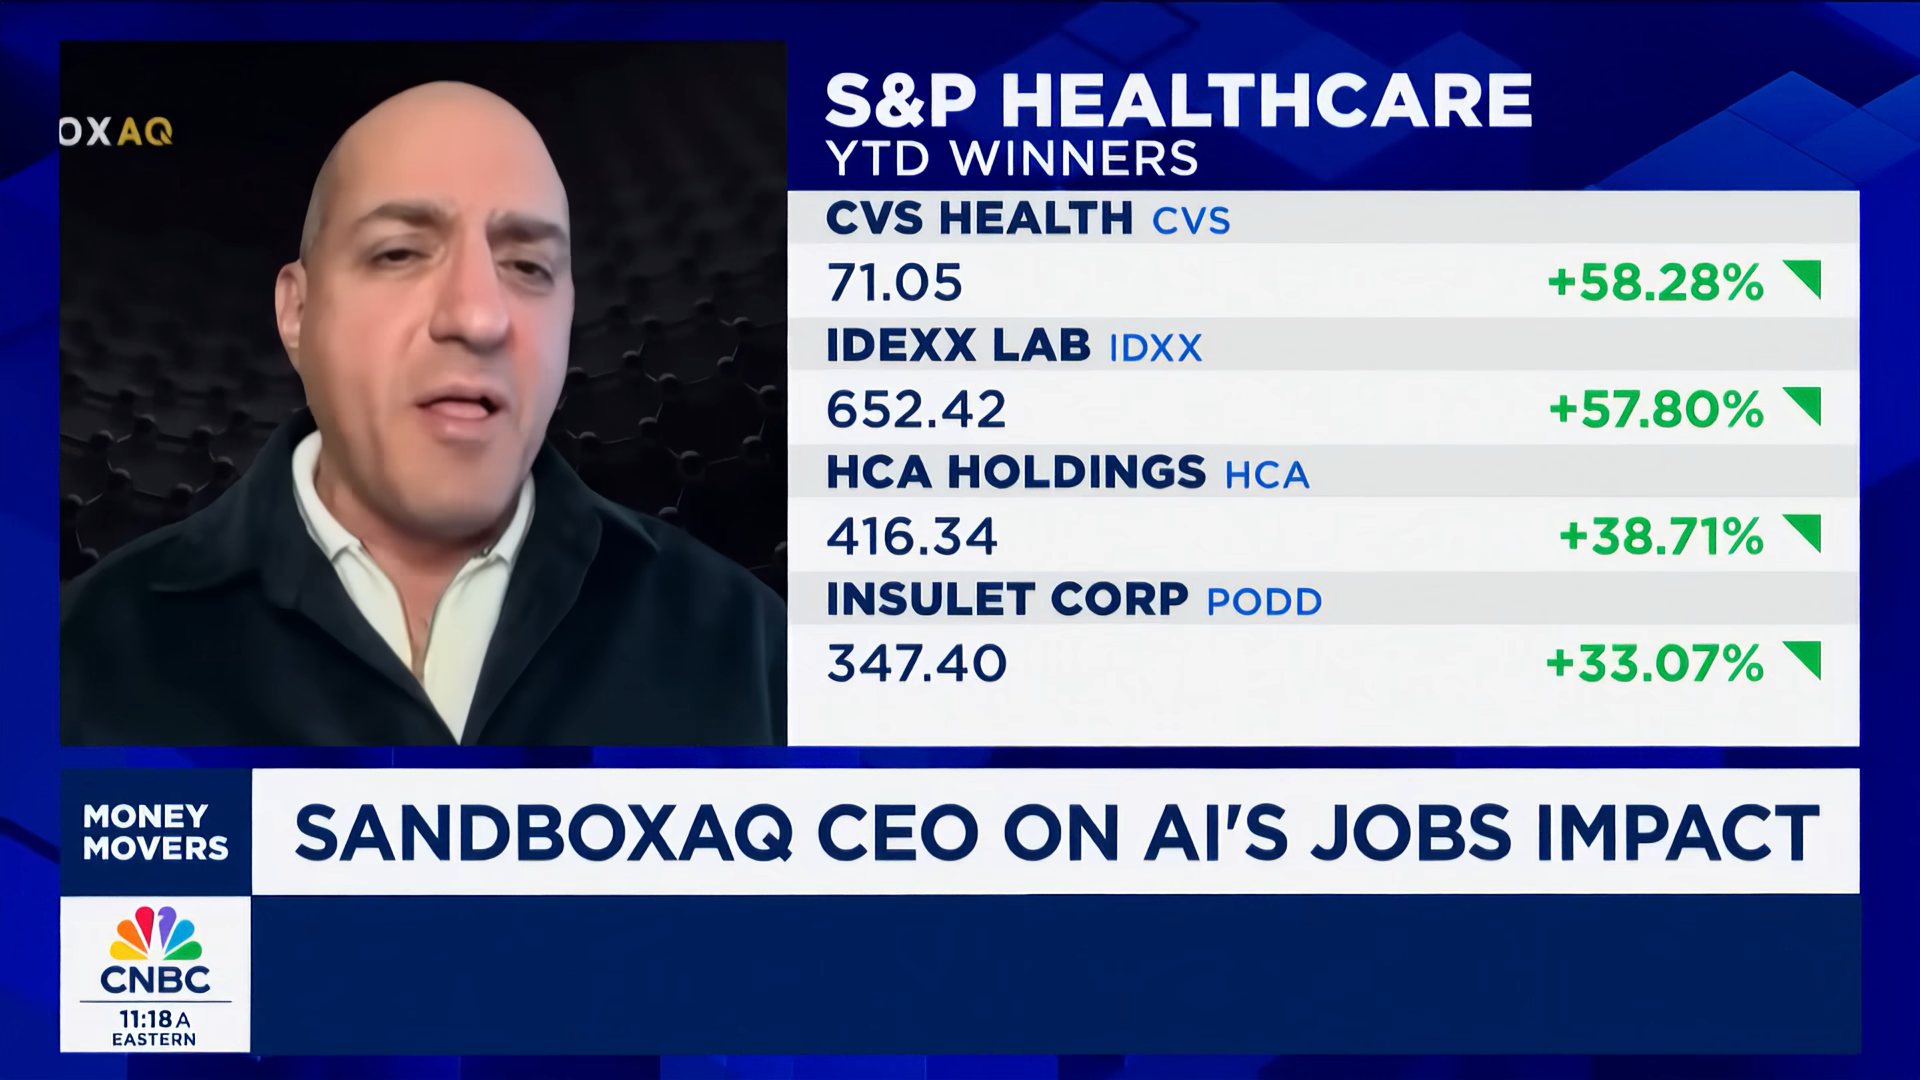 OXAQ
S&P HEALTHCARE
YTD WINNERS
CVS HEALTH CVS
71.05 +58.28%
IDEXX LAB IDXX
652.42 +57.80%
HCA HOLDINGS HCA
416.34 +38.71%
INSULET CORP PODD
347.40 +33.07%
MONEY
MOVERS
SANDBOXAQ CEO ON AI'S JOBS IMPACT
CNBC
11:18 A
EASTERN